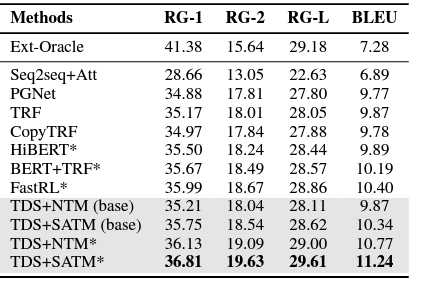 Methods RG-1 RG-2 RG-L BLEU
Ext-Oracle 41.38 15.64 29.18 7.28
Seq2seq+Att 28.66 13.05 22.63 6.89
PGNet 34.88 17.81 27.80 9.77
TRF 35.17 18.01 28.05 9.87
CopyTRF 34.97 17.84 27.88 9.78
HiBERT* 35.50 18.24 28.44 9.89
BERT+TRF* 35.67 18.49 28.57 10.19
FastRL* 35.99 18.67 28.86 10.40
TDS+NTM (base) 35.21 18.04 28.11 9.87
TDS+SATM (base) 35.75 18.54 28.62 10.34
TDS+NTM* 36.13 19.09 29.00 10.77
TDS+SATM* 36.81 19.63 29.61 11.24